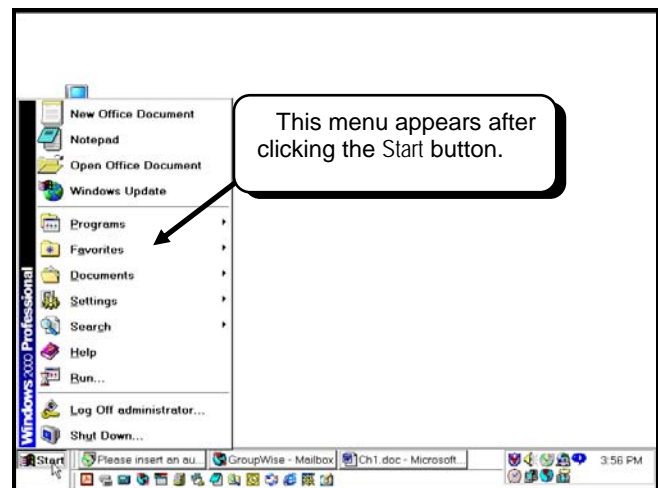 New Office Document
Notepad
Open Office Document
Windows Update
Programs
Favorites
Documents
Settings
Search
Help
Run...
Log Off administrator...
Shut Down...
Windows 2000 Professional
This menu appears after
clicking the Start button.
Start
Please insert an au...
GroupWise - Mailbox
Ch1.doc - Microsoft...
3:56 PM